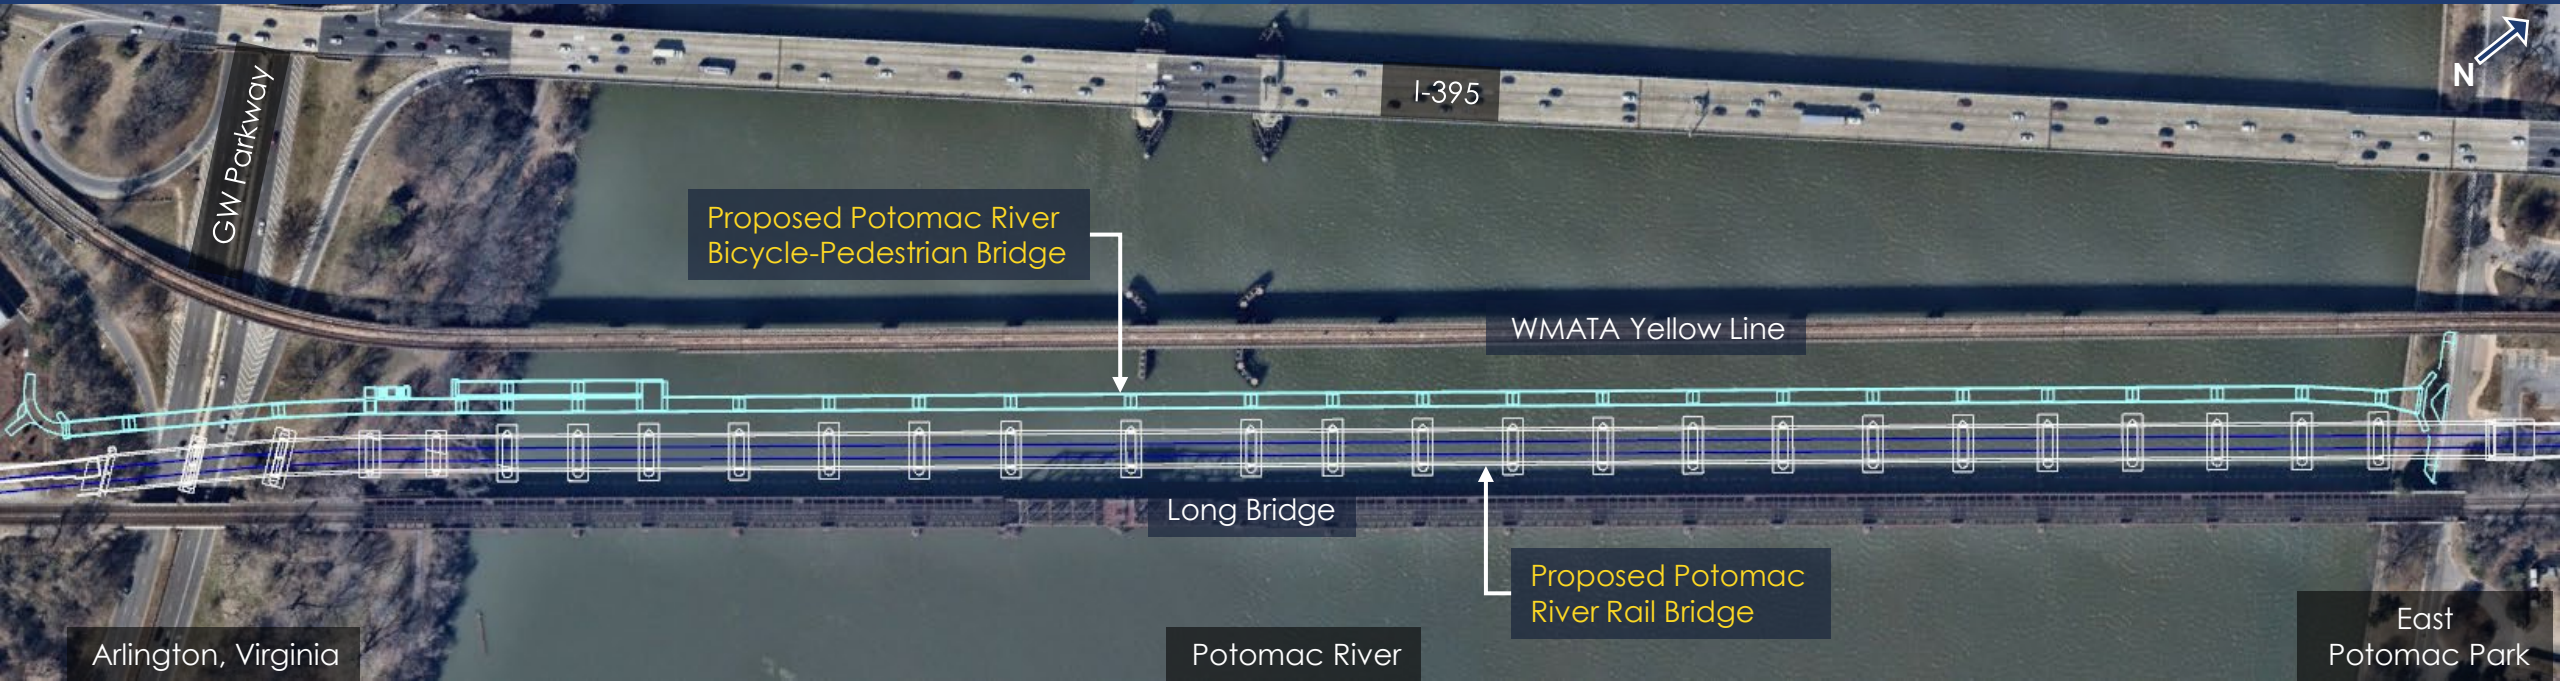 N
I-395
GW Parkway
Proposed Potomac River
Bicycle-Pedestrian Bridge
WMATA Yellow Line
Long Bridge
Proposed Potomac
River Rail Bridge
Arlington, Virginia
Potomac River
East
Potomac Park